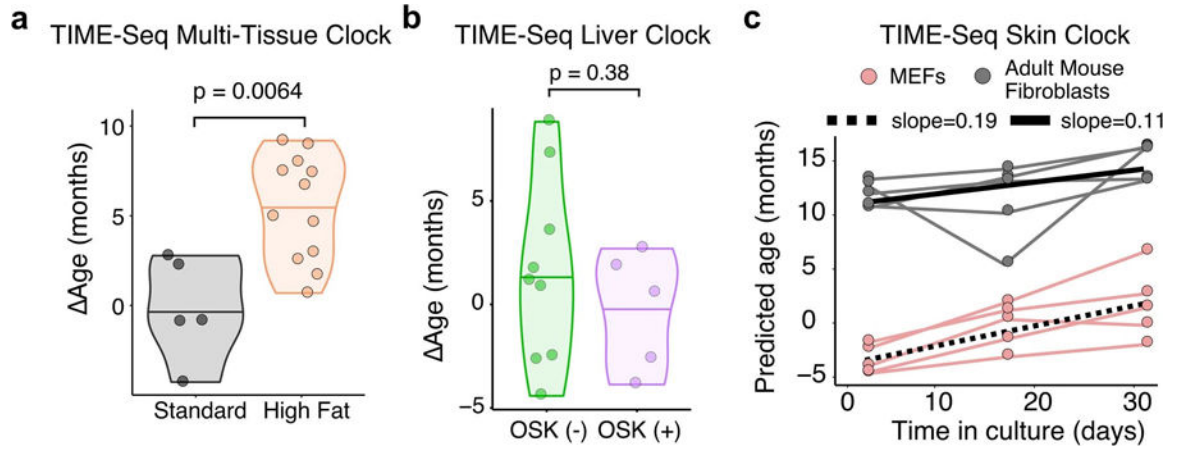 a
TIME-Seq Multi-Tissue Clock
p = 0.0064
ΔAge (months)
10
5
0
Standard
High Fat
b
TIME-Seq Liver Clock
p = 0.38
ΔAge (months)
5
0
−5
OSK (-)
OSK (+)
c
TIME-Seq Skin Clock
MEFs
Adult Mouse
Fibroblasts
slope=0.19
slope=0.11
Predicted age (months)
15
10
5
0
−5
0
10
20
30
Time in culture (days)